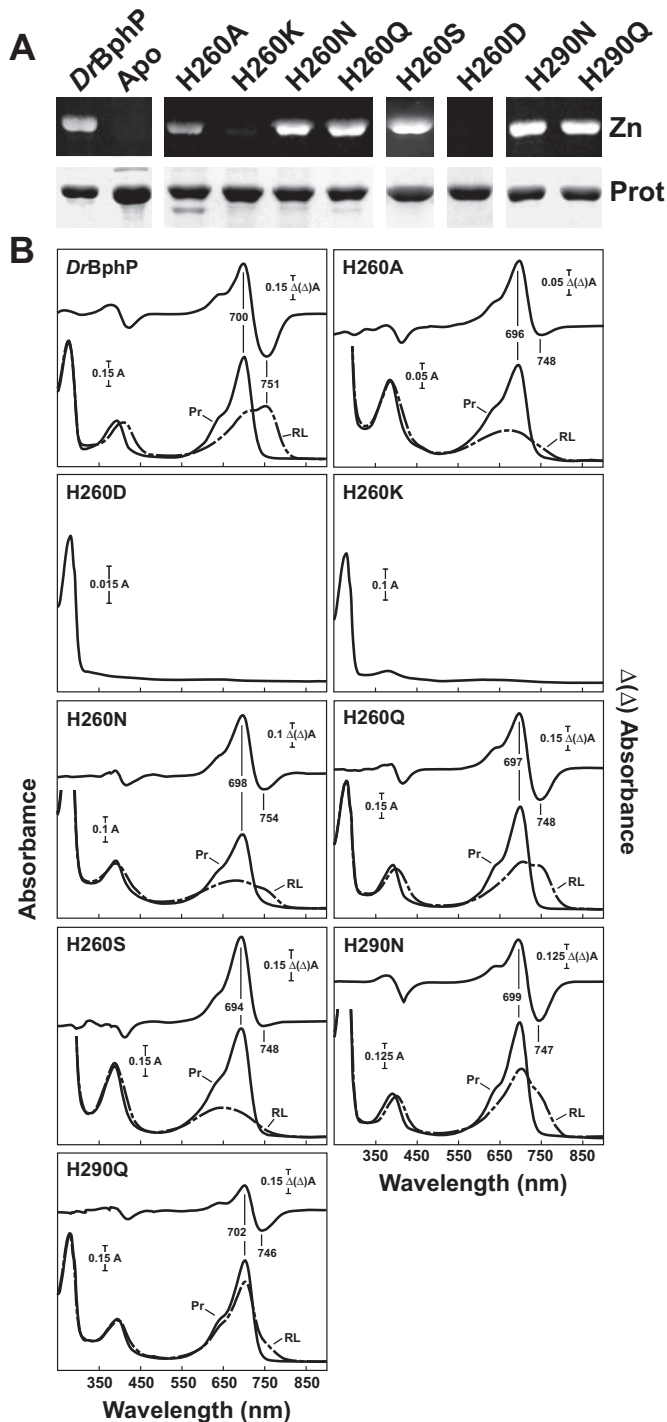 A
DrBphP Apo H260A H260K H260N H260Q H260S H260D H290N H290Q
Zn
Prot
B
DrBphP
0.15 Δ(Δ)A
700
751
0.15 A
Pr
RL
H260A
0.05 Δ(Δ)A
696
748
0.05 A
Pr
RL
H260D
0.015 A
H260K
0.1 A
H260N
0.1 Δ(Δ)A
698
754
0.1 A
Pr
RL
H260Q
0.15 Δ(Δ)A
697
748
0.15 A
Pr
RL
H260S
0.15 Δ(Δ)A
694
748
0.15 A
Pr
RL
H290N
0.125 Δ(Δ)A
699
747
0.125 A
Pr
RL
350 450 550 650 750 850
Wavelength (nm)
H290Q
0.15 Δ(Δ)A
702
746
0.15 A
Pr
RL
350 450 550 650 750 850
Wavelength (nm)
Absorbamce
Δ(Δ) Absorbance